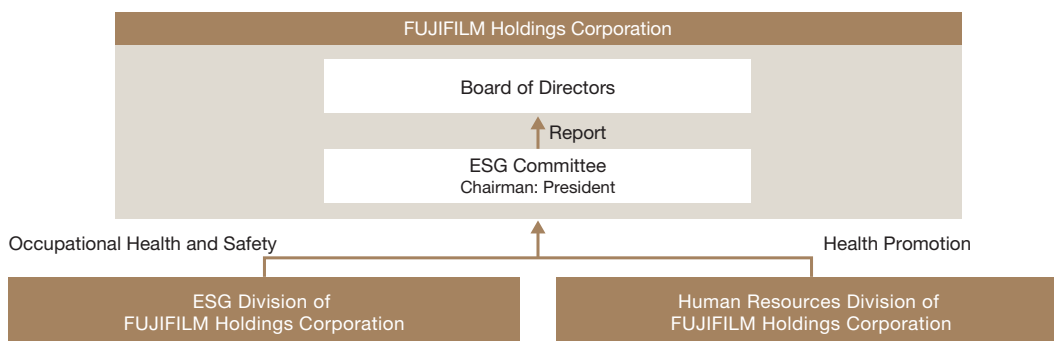 FUJIFILM Holdings Corporation
Board of Directors
Report
ESG Committee
Chairman: President
Occupational Health and Safety
Health Promotion
ESG Division of
FUJIFILM Holdings Corporation
Human Resources Division of
FUJIFILM Holdings Corporation